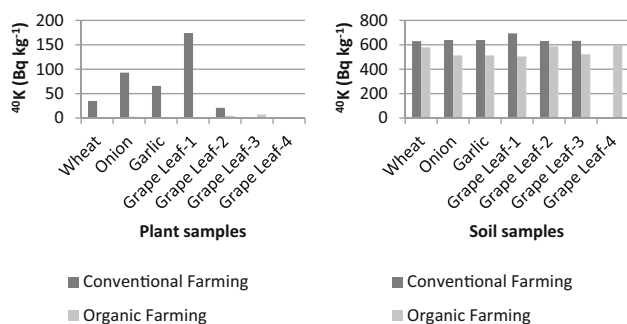 ⁴⁰K (Bq kg⁻¹)
200
150
100
50
0
Wheat
Onion
Garlic
Grape Leaf-1
Grape Leaf-2
Grape Leaf-3
Grape Leaf-4
Plant samples
Conventional Farming
Organic Farming
⁴⁰K (Bq kg⁻¹)
800
600
400
200
0
Wheat
Onion
Garlic
Grape Leaf-1
Grape Leaf-2
Grape Leaf-3
Grape Leaf-4
Soil samples
Conventional Farming
Organic Farming